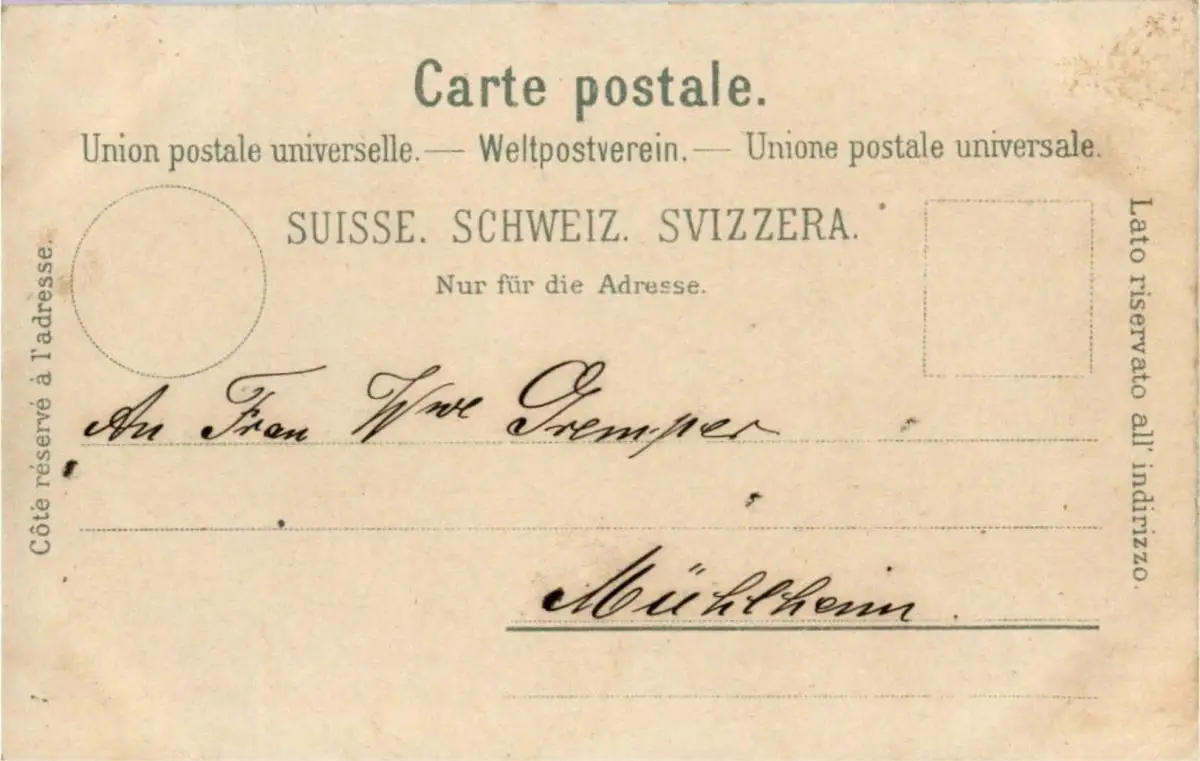 Carte postale.
Union postale universelle. — Weltpostverein. — Unione postale universale.
SUISSE. SCHWEIZ. SVIZZERA.
Nur für die Adresse.
Côté réservé à l'adresse.
Lato riservato all' indirizzo.
An Frau Wwe Gremper
Mühlheim.